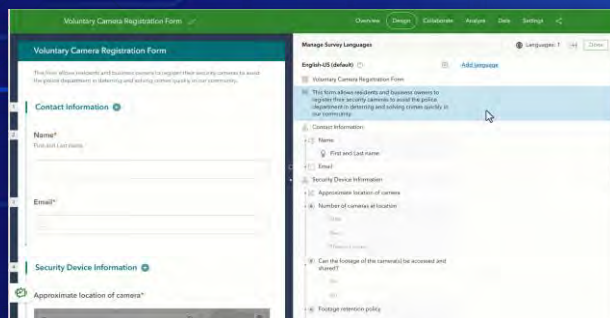 Voluntary Camera Registration Form
Overview Design Collaborate Analyze Data Settings
Voluntary Camera Registration Form
This form allows residents and business owners to register their security cameras to assist
the police department in deterring and solving crimes quickly in our community.
1 Contact Information
2 Name*
First and Last name
3 Email*
4 Security Device Information
Approximate location of camera*
Manage Survey Languages
Languages: 1
Done
English-US (default)
Add language
Voluntary Camera Registration Form
This form allows residents and business owners to
register their security cameras to assist the police
department in deterring and solving crimes quickly in
our community.
Contact Information
Name
First and Last name
Email
Security Device Information
Approximate location of camera
Number of cameras at location
Can the footage of the camera(s) be accessed and
shared?
Footage retention policy